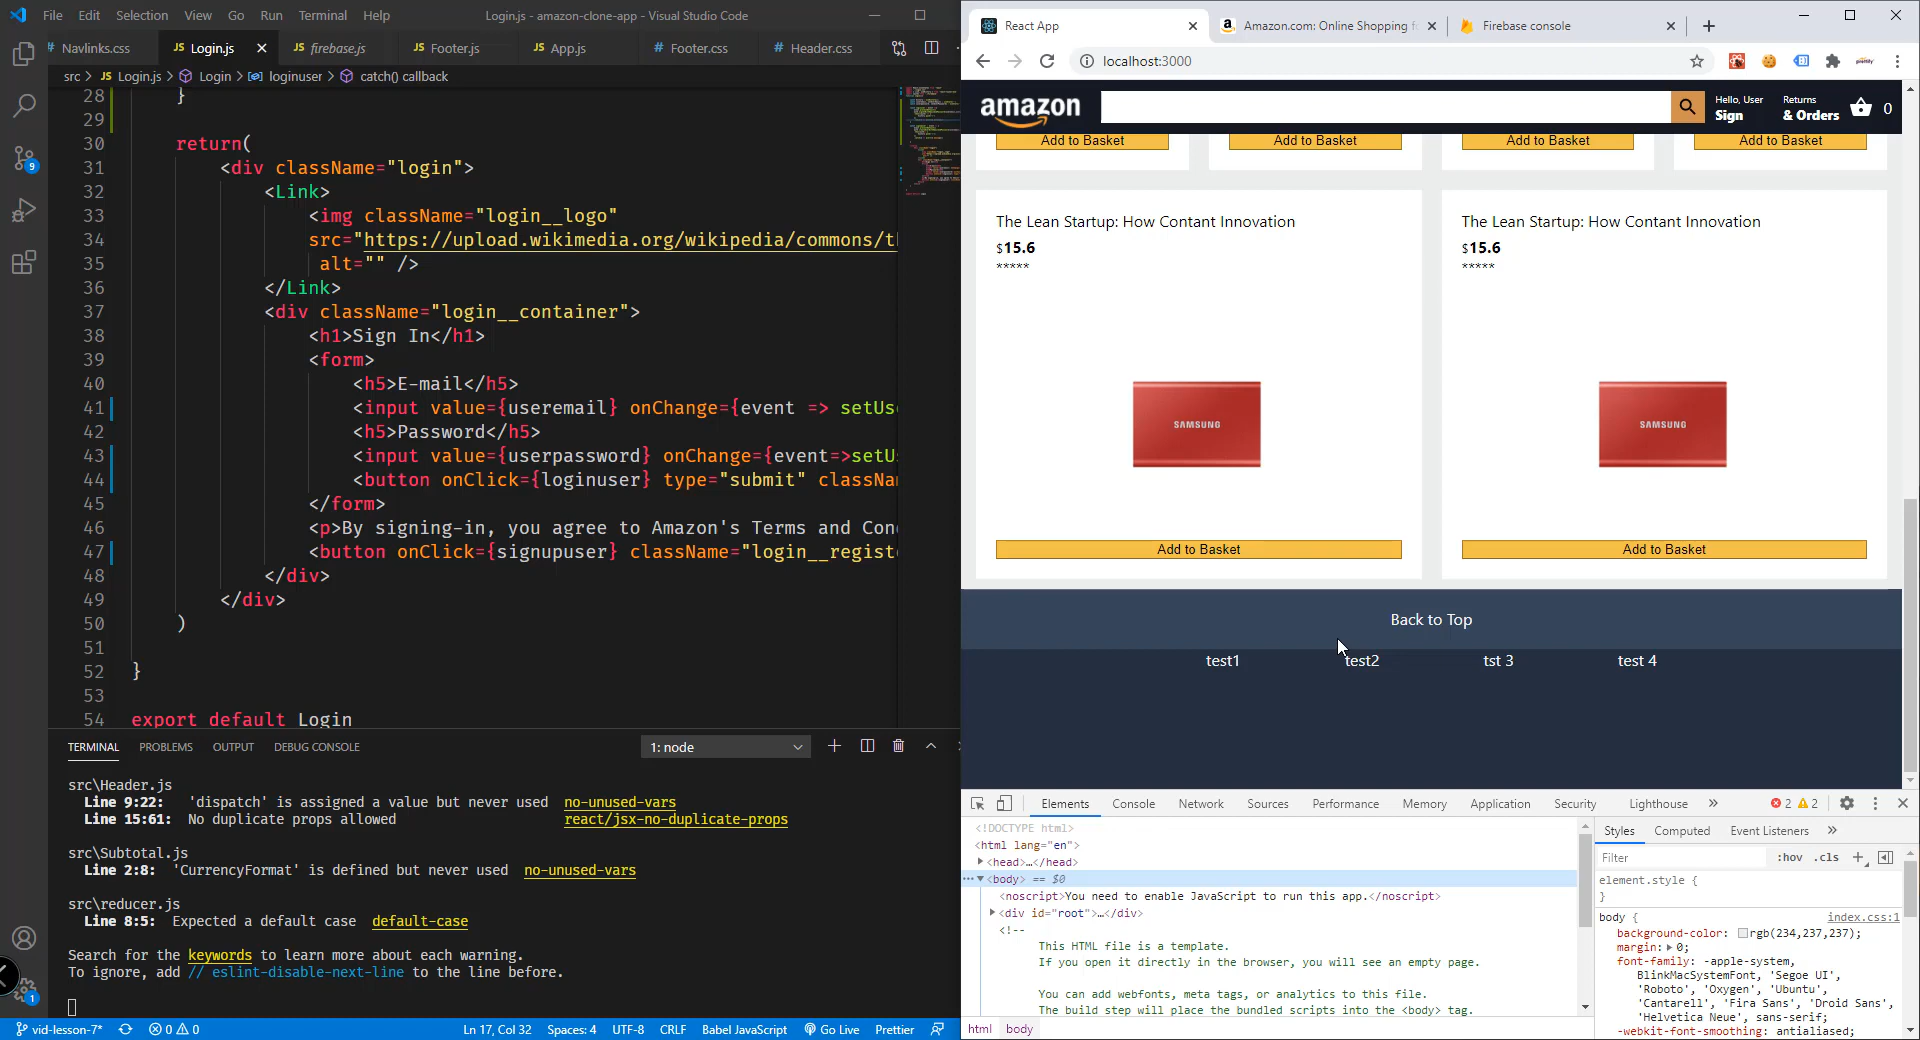 File Edit Selection View Go Run Terminal Help
Login.js - amazon-clone-app - Visual Studio Code
# Navlinks.css
JS Login.js
JS firebase.js
JS Footer.js
JS App.js
# Footer.css
# Header.css
src > JS Login.js > Login > loginuser > catch() callback
28 }
29
30 return(
31 <div className="login">
32 <Link>
33 <img className="login__logo"
34 src="https://upload.wikimedia.org/wikipedia/commons/t
35 alt="" />
36 </Link>
37 <div className="login__container">
38 <h1>Sign In</h1>
39 <form>
40 <h5>E-mail</h5>
41 <input value={useremail} onChange={event => setUs
42 <h5>Password</h5>
43 <input value={userpassword} onChange={event=>setU
44 <button onClick={loginuser} type="submit" classNa
45 </form>
46 <p>By signing-in, you agree to Amazon's Terms and Con
47 <button onClick={signupuser} className="login__regist
48 </div>
49 </div>
50 )
51
52 }
53
54 export default Login
TERMINAL PROBLEMS OUTPUT DEBUG CONSOLE
1: node
src\Header.js
Line 9:22: 'dispatch' is assigned a value but never used no-unused-vars
Line 15:61: No duplicate props allowed react/jsx-no-duplicate-props
src\Subtotal.js
Line 2:8: 'CurrencyFormat' is defined but never used no-unused-vars
src\reducer.js
Line 8:5: Expected a default case default-case
Search for the keywords to learn more about each warning.
To ignore, add // eslint-disable-next-line to the line before.
9
1
vid-lesson-7*
0 0
Ln 17, Col 32
Spaces: 4
UTF-8
CRLF
Babel JavaScript
Go Live
Prettier
React App
Amazon.com: Online Shopping f
Firebase console
localhost:3000
amazon
Hello, User
Sign
Returns
& Orders
0
Add to Basket
Add to Basket
Add to Basket
Add to Basket
The Lean Startup: How Contant Innovation
$15.6
*****
SAMSUNG
Add to Basket
The Lean Startup: How Contant Innovation
$15.6
*****
SAMSUNG
Add to Basket
Back to Top
test1
test2
tst 3
test 4
Elements Console Network Sources Performance Memory Application Security Lighthouse » 2 2
<!DOCTYPE html>
<html lang="en">
<head>…</head>
<body> == $0
<noscript>You need to enable JavaScript to run this app.</noscript>
<div id="root">…</div>
<!--
This HTML file is a template.
If you open it directly in the browser, you will see an empty page.
You can add webfonts, meta tags, or analytics to this file.
The build step will place the bundled scripts into the <body> tag.
html body
Styles Computed Event Listeners »
Filter
:hov .cls +
element.style {
}
body {
index.css:1
background-color: rgb(234,237,237);
margin: 0;
font-family: -apple-system,
BlinkMacSystemFont, 'Segoe UI',
'Roboto', 'Oxygen', 'Ubuntu',
'Cantarell', 'Fira Sans', 'Droid Sans',
'Helvetica Neue', sans-serif;
-webkit-font-smoothing: antialiased;